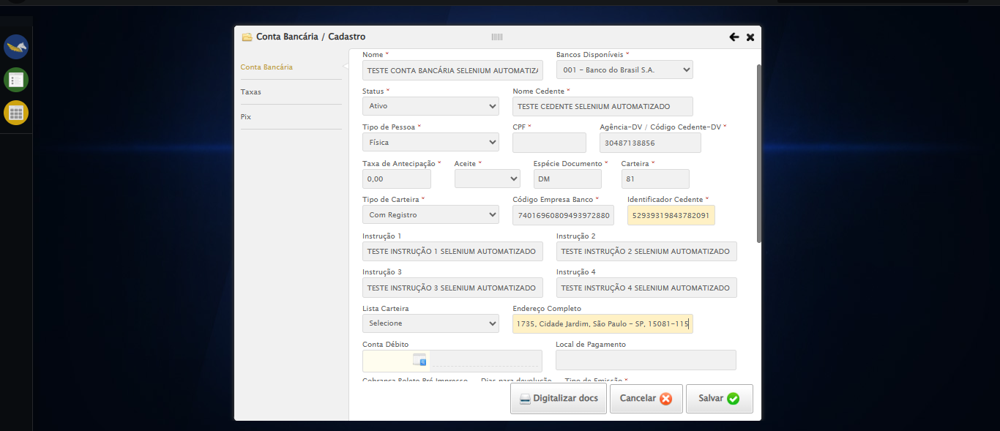 Conta Bancária / Cadastro
Conta Bancária
Taxas
Pix
Nome * Bancos Disponíveis *
TESTE CONTA BANCÁRIA SELENIUM AUTOMATIZA 001 - Banco do Brasil S.A.
Status * Nome Cedente *
Ativo TESTE CEDENTE SELENIUM AUTOMATIZADO
Tipo de Pessoa * CPF * Agência-DV / Código Cedente-DV *
Física 30487138856
Taxa de Antecipação * Aceite * Espécie Documento * Carteira *
0,00 DM 81
Tipo de Carteira * Código Empresa Banco * Identificador Cedente *
Com Registro 74016960809493972880 52939319843782091
Instrução 1 Instrução 2
TESTE INSTRUÇÃO 1 SELENIUM AUTOMATIZADO TESTE INSTRUÇÃO 2 SELENIUM AUTOMATIZADO
Instrução 3 Instrução 4
TESTE INSTRUÇÃO 3 SELENIUM AUTOMATIZADO TESTE INSTRUÇÃO 4 SELENIUM AUTOMATIZADO
Lista Carteira Endereço Completo
Selecione 1735, Cidade Jardim, São Paulo - SP, 15081-115
Conta Débito Local de Pagamento
Cobrança Boleto Pré Impresso Dias para devolução Tipo de Emissão *
Digitalizar docs Cancelar Salvar